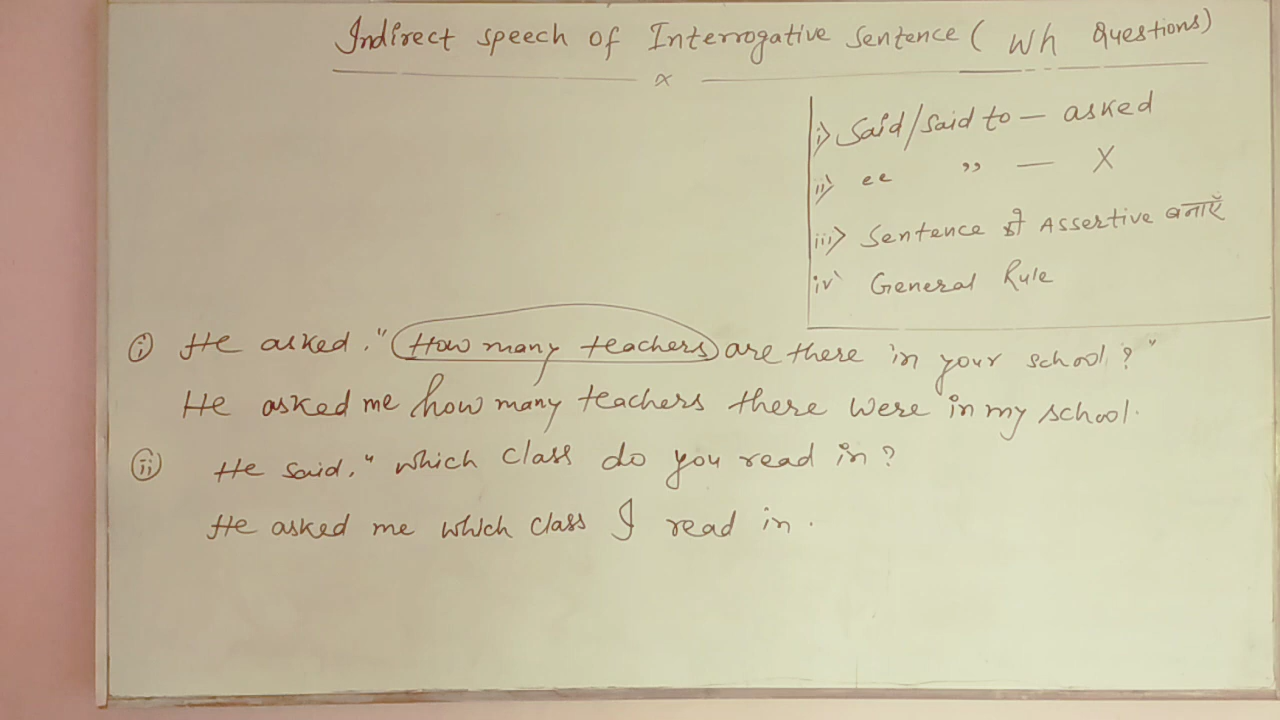 Indirect speech of Interrogative Sentence ( Wh Questions)
i) Said/said to — asked
ii) " " — X
iii) Sentence को Assertive बनाएँ
iv) General Rule
(i) He asked, "How many teachers are there in your school?"
He asked me how many teachers there were in my school.
(ii) He said, "which class do you read in?
He asked me which class I read in.